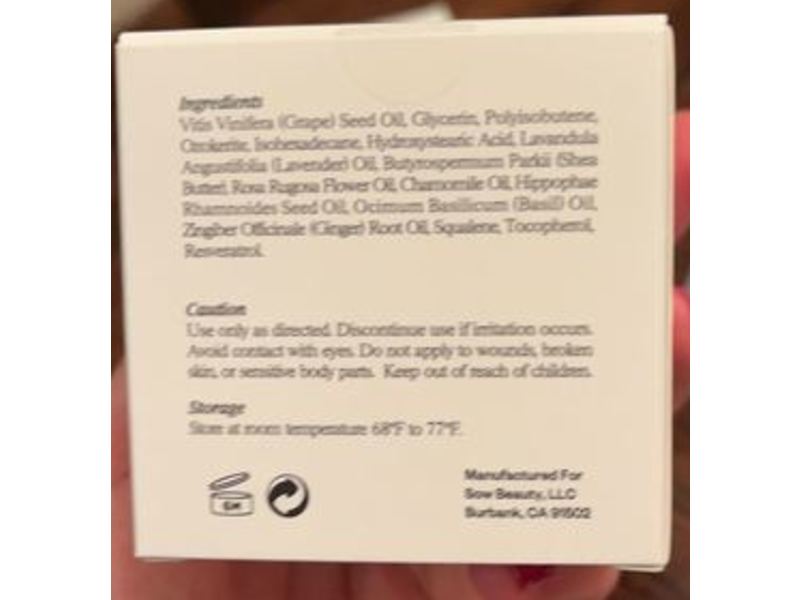 Ingredients
Vitis Vinifera (Grape) Seed Oil, Glycerin, Polyisobutene,
Ozokerite, Isohexadecane, Hydroxystearic Acid, Lavandula
Angustifolia (Lavender) Oil, Butyrospermum Parkii (Shea
Butter), Rosa Rugosa Flower Oil, Chamomile Oil, Hippophae
Rhamnoides Seed Oil, Ocimum Basilicum (Basil) Oil,
Zingiber Officinale (Ginger) Root Oil, Squalene, Tocopherol,
Resveratrol.
Caution
Use only as directed. Discontinue use if irritation occurs.
Avoid contact with eyes. Do not apply to wounds, broken
skin, or sensitive body parts. Keep out of reach of children.
Storage
Store at room temperature 68°F to 77°F.
Manufactured For
Sow Beauty, LLC
Burbank, CA 91502